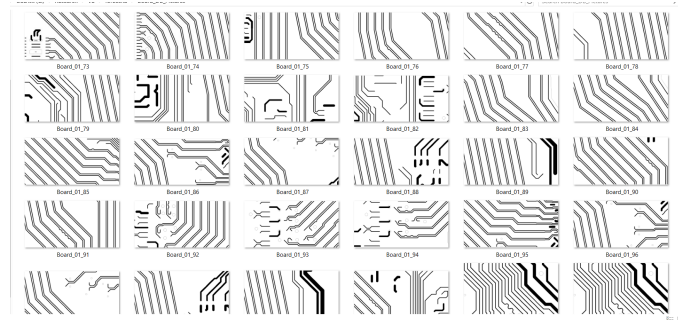 Board_01_73 Board_01_74 Board_01_75 Board_01_76 Board_01_77 Board_01_78
Board_01_79 Board_01_80 Board_01_81 Board_01_82 Board_01_83 Board_01_84
Board_01_85 Board_01_86 Board_01_87 Board_01_88 Board_01_89 Board_01_90
Board_01_91 Board_01_92 Board_01_93 Board_01_94 Board_01_95 Board_01_96